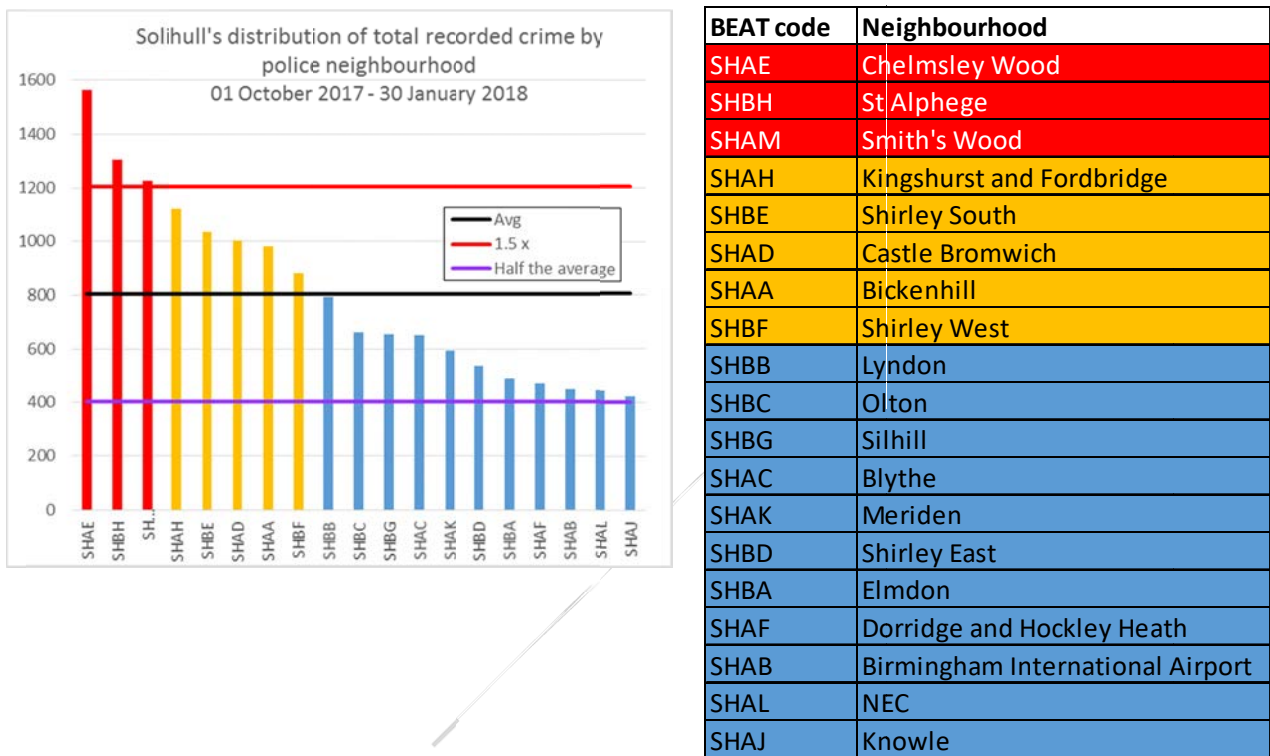 Solihull's distribution of total recorded crime by
police neighbourhood
01 October 2017 - 30 January 2018
1600
1400
1200
1000
800
600
400
200
0
Avg
1.5 x
Half the average
SHAE
SHBH
SH...
SHAH
SHBE
SHAD
SHAA
SHBF
SHBB
SHBC
SHBG
SHAC
SHAK
SHBD
SHBA
SHAF
SHAB
SHAL
SHAJ
BEAT code Neighbourhood
SHAE Chelmsley Wood
SHBH St Alphege
SHAM Smith's Wood
SHAH Kingshurst and Fordbridge
SHBE Shirley South
SHAD Castle Bromwich
SHAA Bickenhill
SHBF Shirley West
SHBB Lyndon
SHBC Olton
SHBG Silhill
SHAC Blythe
SHAK Meriden
SHBD Shirley East
SHBA Elmdon
SHAF Dorridge and Hockley Heath
SHAB Birmingham International Airport
SHAL NEC
SHAJ Knowle